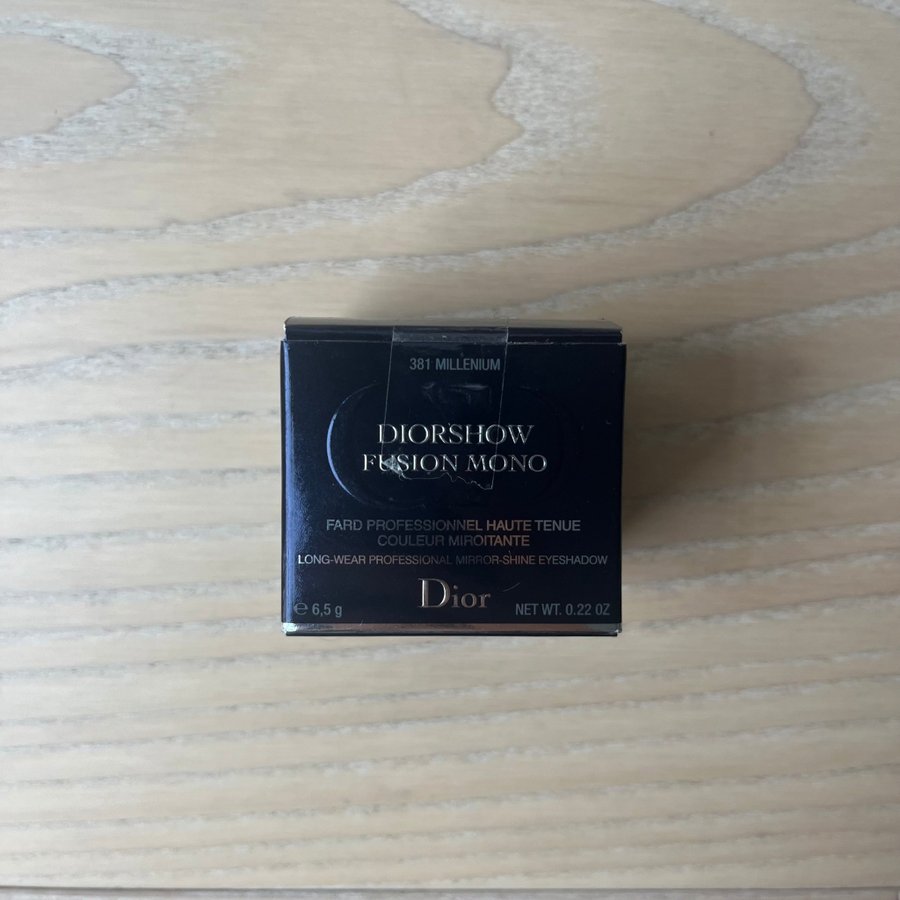 381 MILLENIUM
DIORSHOW
FUSION MONO
FARD PROFESSIONNEL HAUTE TENUE
COULEUR MIROITANTE
LONG-WEAR PROFESSIONAL MIRROR-SHINE EYESHADOW
Dior
℮ 6,5 g NET WT. 0.22 OZ